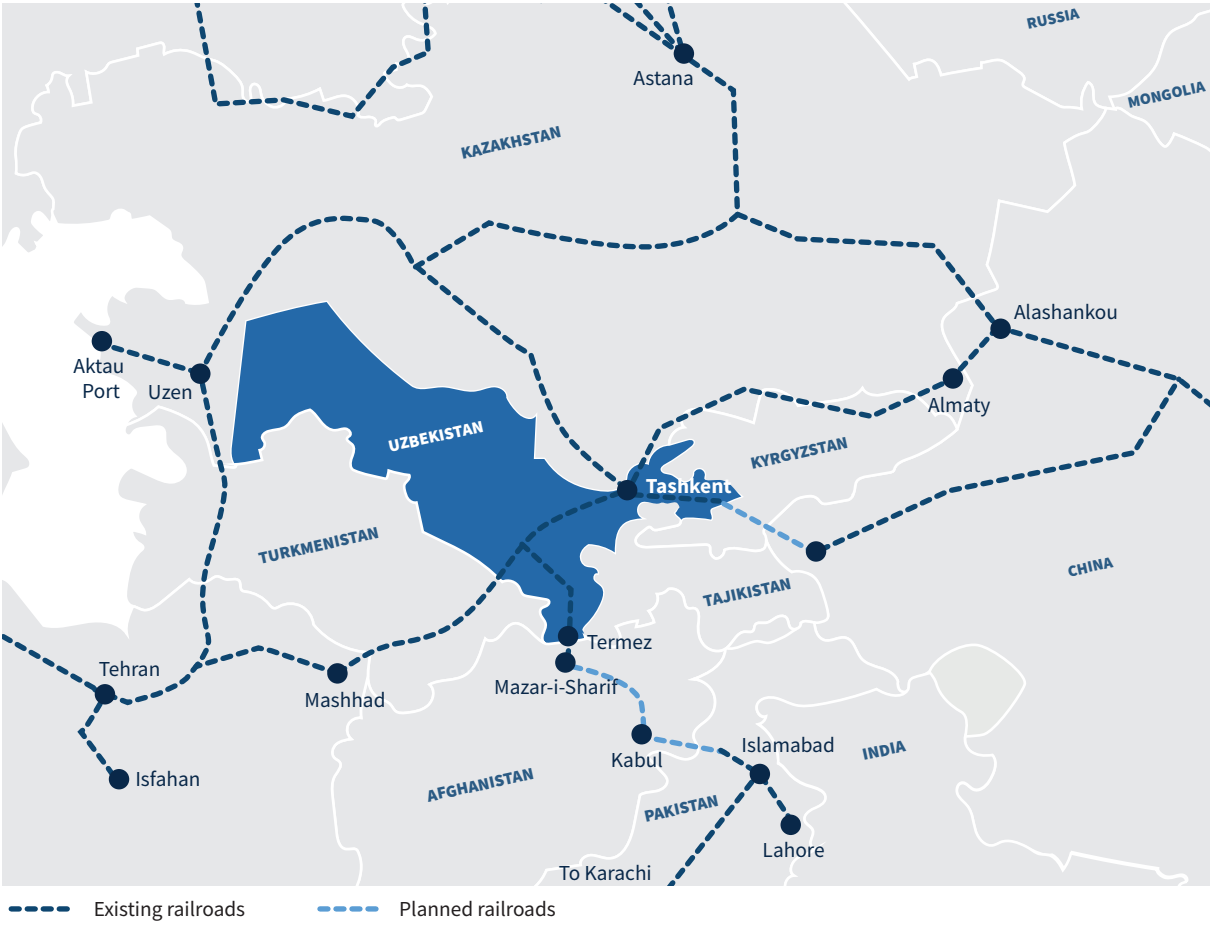 RUSSIA
Astana
MONGOLIA
KAZAKHSTAN
Alashankou
Aktau
Port
Uzen
Almaty
UZBEKISTAN
KYRGYZSTAN
Tashkent
TURKMENISTAN
CHINA
TAJIKISTAN
Termez
Tehran
Mazar-i-Sharif
Mashhad
Islamabad
INDIA
Kabul
Isfahan
AFGHANISTAN
PAKISTAN
Lahore
To Karachi
Existing railroads
Planned railroads